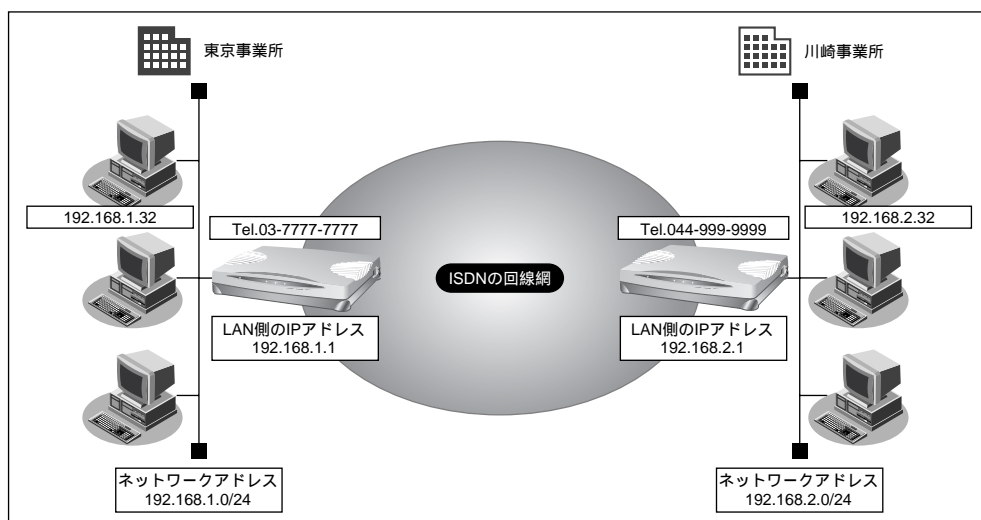 東京事業所
川崎事業所
192.168.1.32
192.168.2.32
Tel.03-7777-7777
Tel.044-999-9999
ISDNの回線網
LAN側のIPアドレス
192.168.1.1
LAN側のIPアドレス
192.168.2.1
ネットワークアドレス
192.168.1.0/24
ネットワークアドレス
192.168.2.0/24